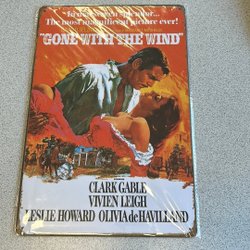 The most magnificent picture ever!
"GONE WITH THE WIND"
CLARK GABLE
VIVIEN LEIGH
LESLIE HOWARD OLIVIA de HAVILLAND